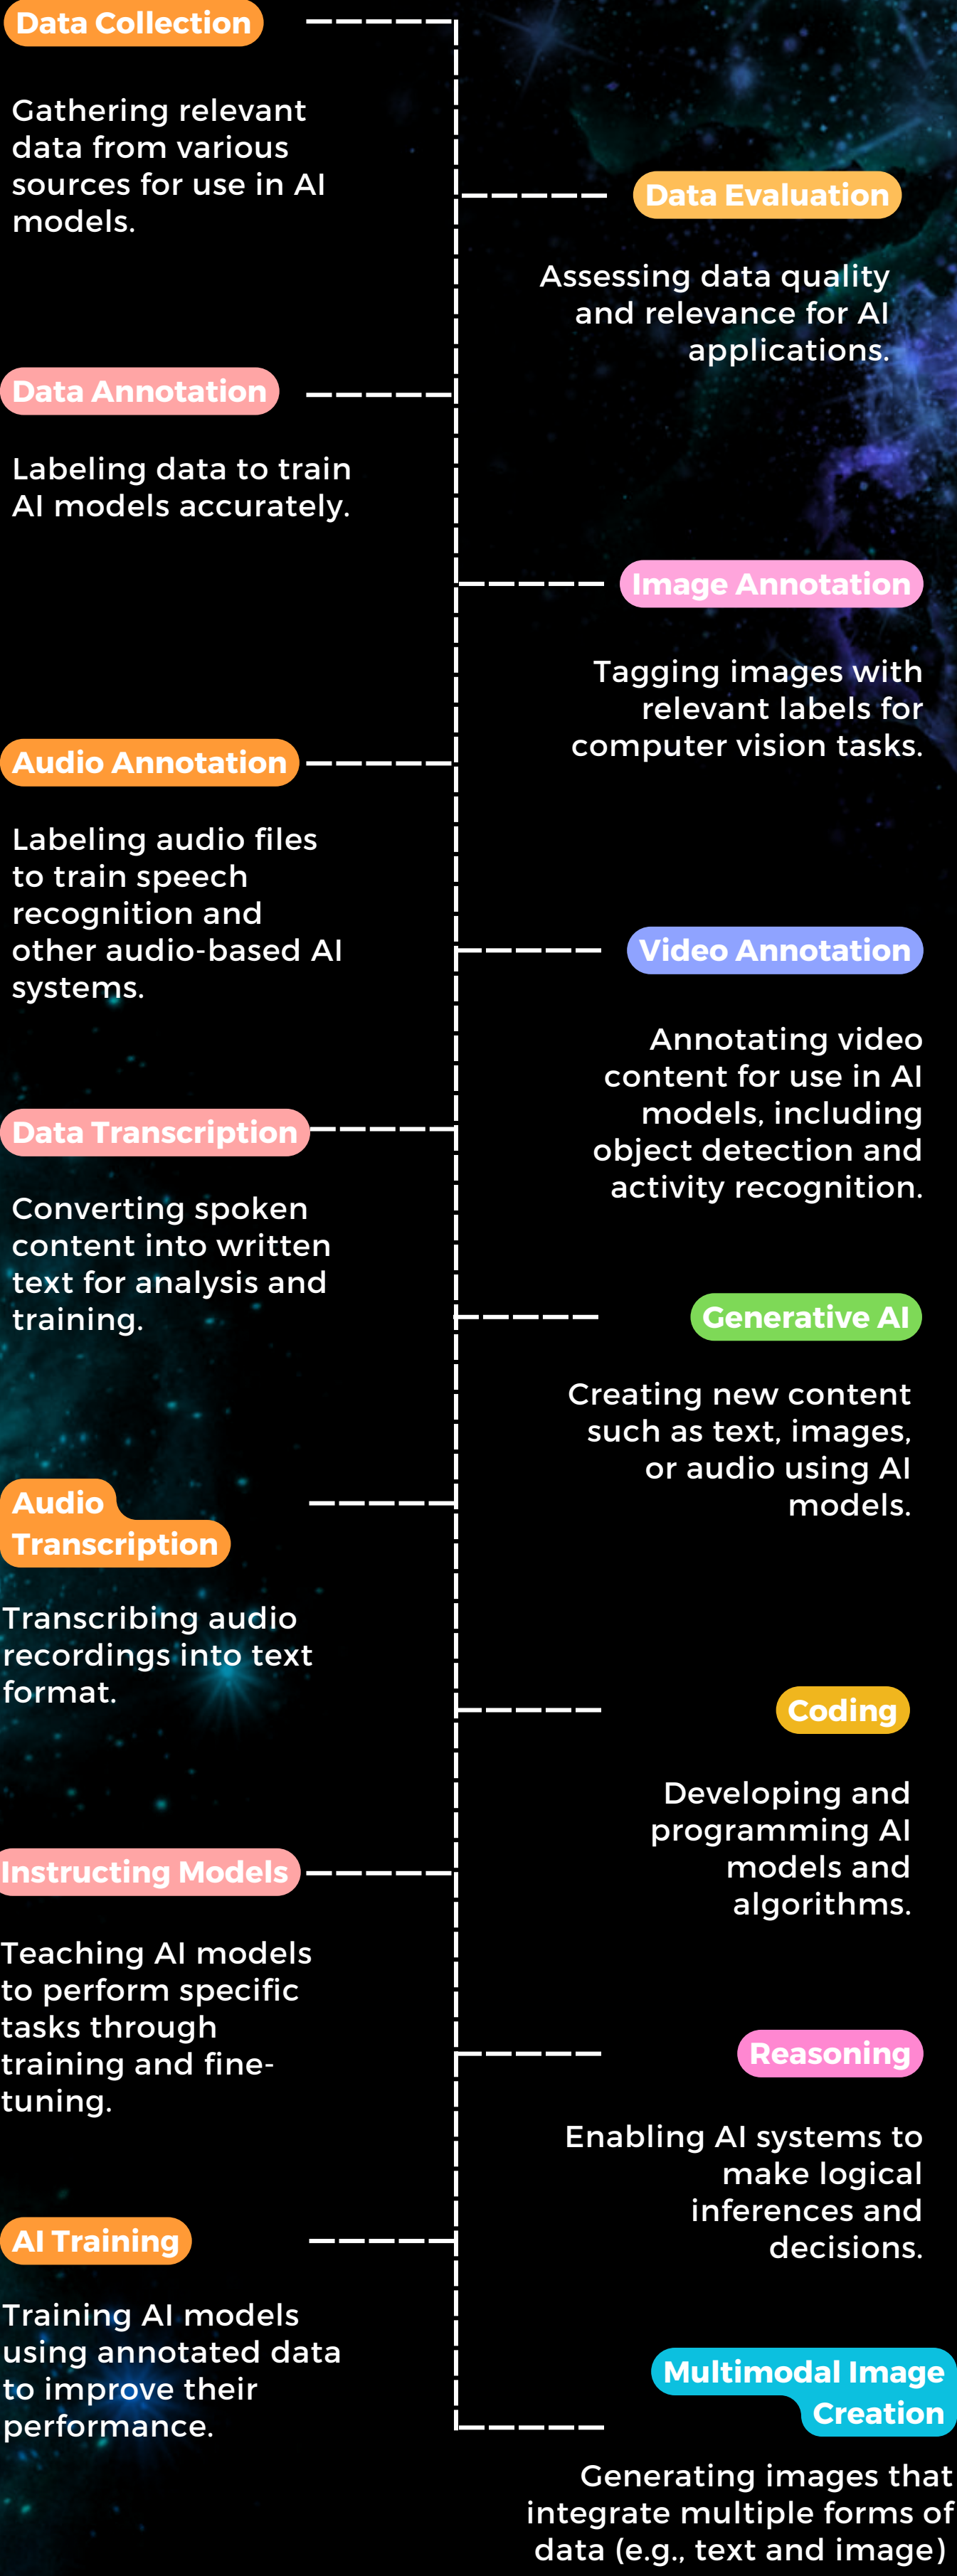 Data Collection
Gathering relevant
data from various
sources for use in AI
models.
Data Evaluation
Assessing data quality
and relevance for AI
applications.
Data Annotation
Labeling data to train
AI models accurately.
Image Annotation
Tagging images with
relevant labels for
computer vision tasks.
Audio Annotation
Labeling audio files
to train speech
recognition and
other audio-based AI
systems.
Video Annotation
Annotating video
content for use in AI
models, including
object detection and
activity recognition.
Data Transcription
Converting spoken
content into written
text for analysis and
training.
Generative AI
Creating new content
such as text, images,
or audio using AI
models.
Audio
Transcription
Transcribing audio
recordings into text
format.
Coding
Developing and
programming AI
models and
algorithms.
Instructing Models
Teaching AI models
to perform specific
tasks through
training and fine-
tuning.
Reasoning
Enabling AI systems to
make logical
inferences and
decisions.
AI Training
Training AI models
using annotated data
to improve their
performance.
Multimodal Image
Creation
Generating images that
integrate multiple forms of
data (e.g., text and image)